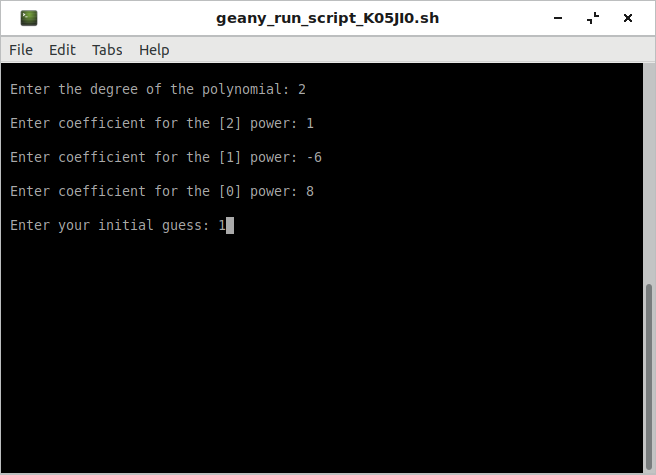 geany_run_script_K05JI0.sh
File Edit Tabs Help
Enter the degree of the polynomial: 2
Enter coefficient for the [2] power: 1
Enter coefficient for the [1] power: -6
Enter coefficient for the [0] power: 8
Enter your initial guess: 1